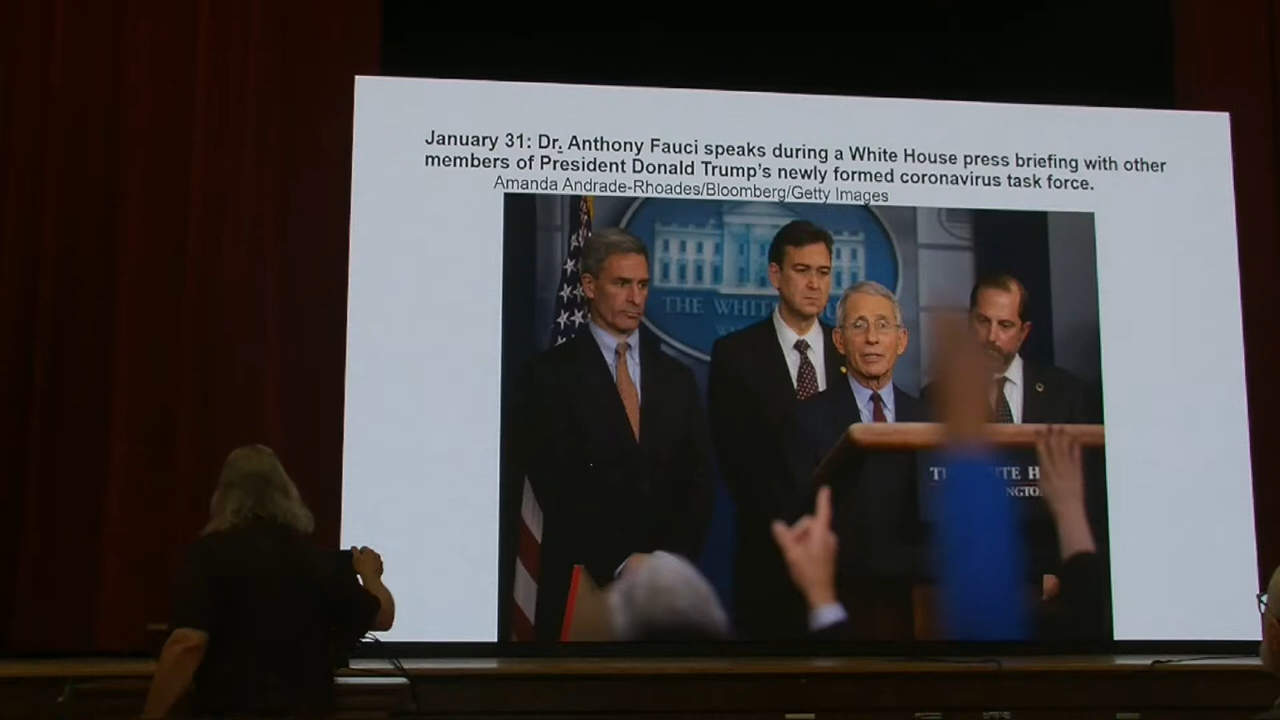 January 31: Dr. Anthony Fauci speaks during a White House press briefing with other
members of President Donald Trump's newly formed coronavirus task force.
Amanda Andrade-Rhoades/Bloomberg/Getty Images
THE WHIT